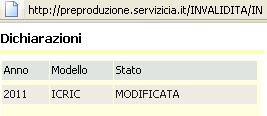 http://preproduzione.servizicia.it/INVALIDITA/IN
Dichiarazioni
Anno Modello Stato
2011 ICRIC MODIFICATA